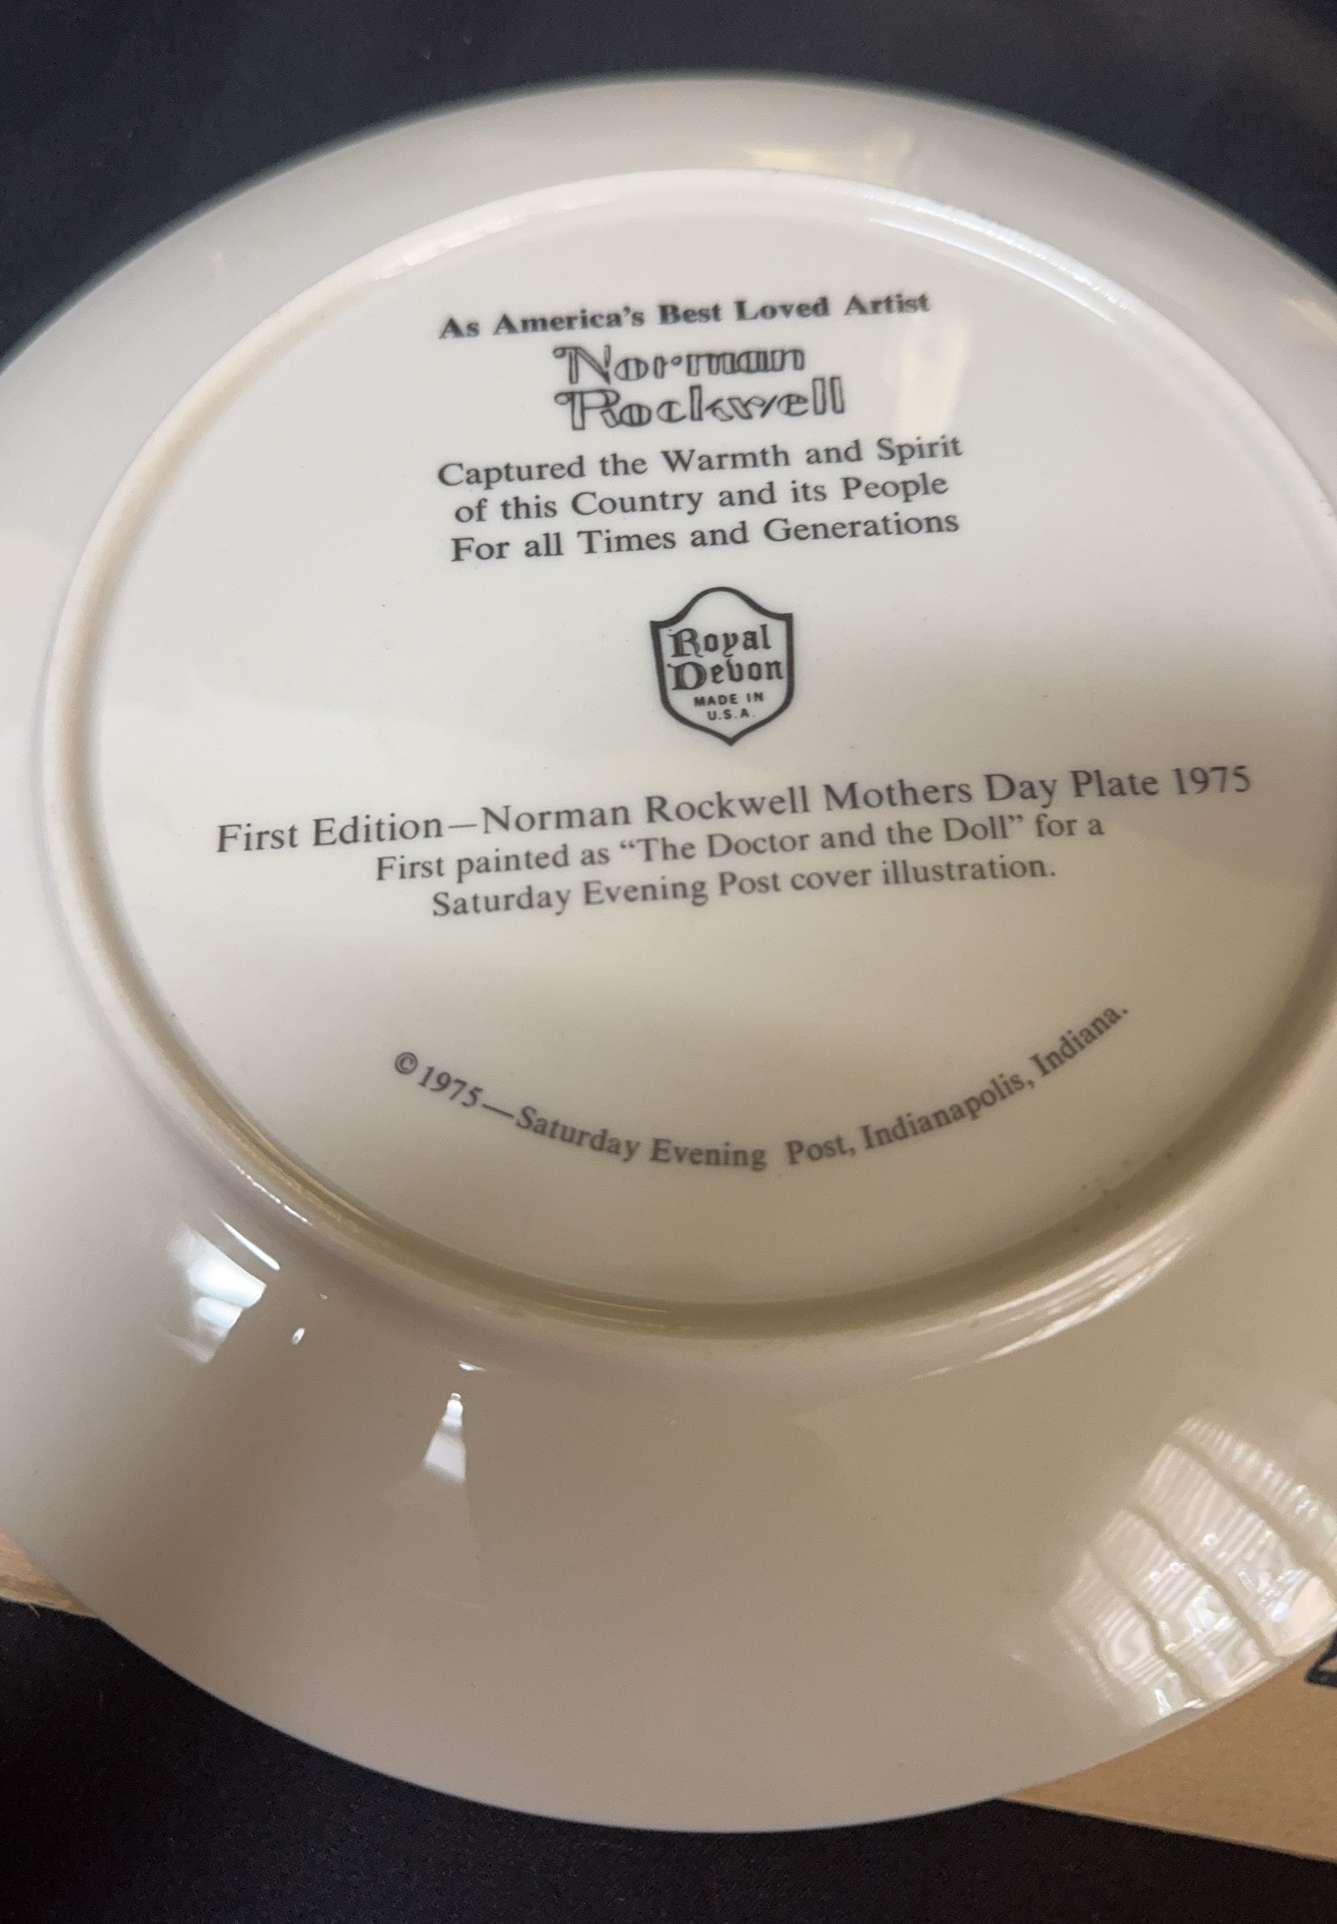 As America's Best Loved Artist
Norman
Rockwell
Captured the Warmth and Spirit
of this Country and its People
For all Times and Generations
Royal
Devon
MADE IN
U.S.A.
First Edition—Norman Rockwell Mothers Day Plate 1975
First painted as “The Doctor and the Doll” for a
Saturday Evening Post cover illustration.
©1975—Saturday Evening Post, Indianapolis, Indiana.